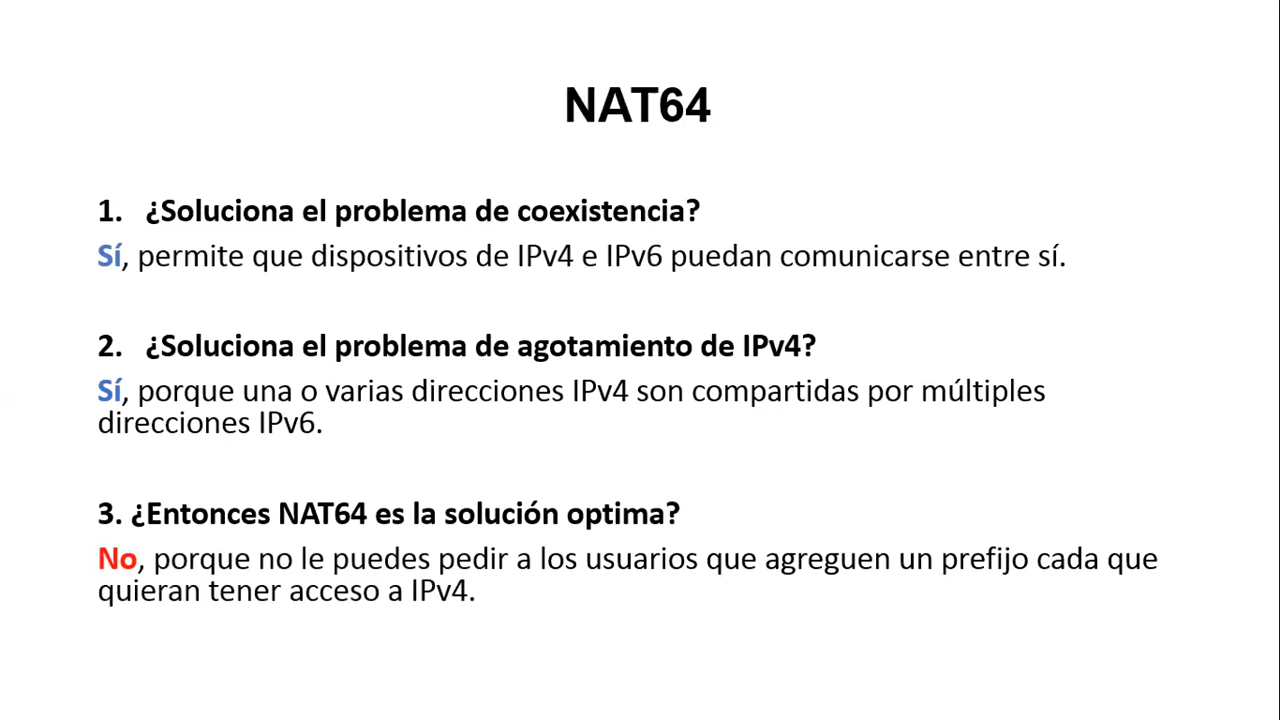 NAT64
1. ¿Soluciona el problema de coexistencia?
Sí, permite que dispositivos de IPv4 e IPv6 puedan comunicarse entre sí.
2. ¿Soluciona el problema de agotamiento de IPv4?
Sí, porque una o varias direcciones IPv4 son compartidas por múltiples
direcciones IPv6.
3. ¿Entonces NAT64 es la solución optima?
No, porque no le puedes pedir a los usuarios que agreguen un prefijo cada que
quieran tener acceso a IPv4.